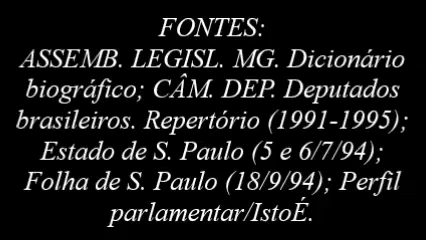 FONTES:
ASSEMB. LEGISL. MG. Dicionário
biográfico; CÂM. DEP. Deputados
brasileiros. Repertório (1991-1995);
Estado de S. Paulo (5 e 6/7/94);
Folha de S. Paulo (18/9/94); Perfil
parlamentar/IstoÉ.